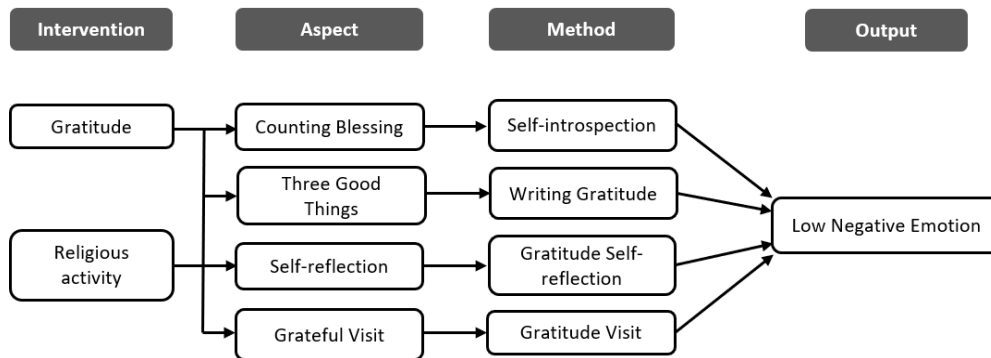 Intervention
Aspect
Method
Output
Gratitude
Counting Blessing
Self-introspection
Three Good
Things
Writing Gratitude
Low Negative Emotion
Religious
activity
Self-reflection
Gratitude Self-
reflection
Grateful Visit
Gratitude Visit